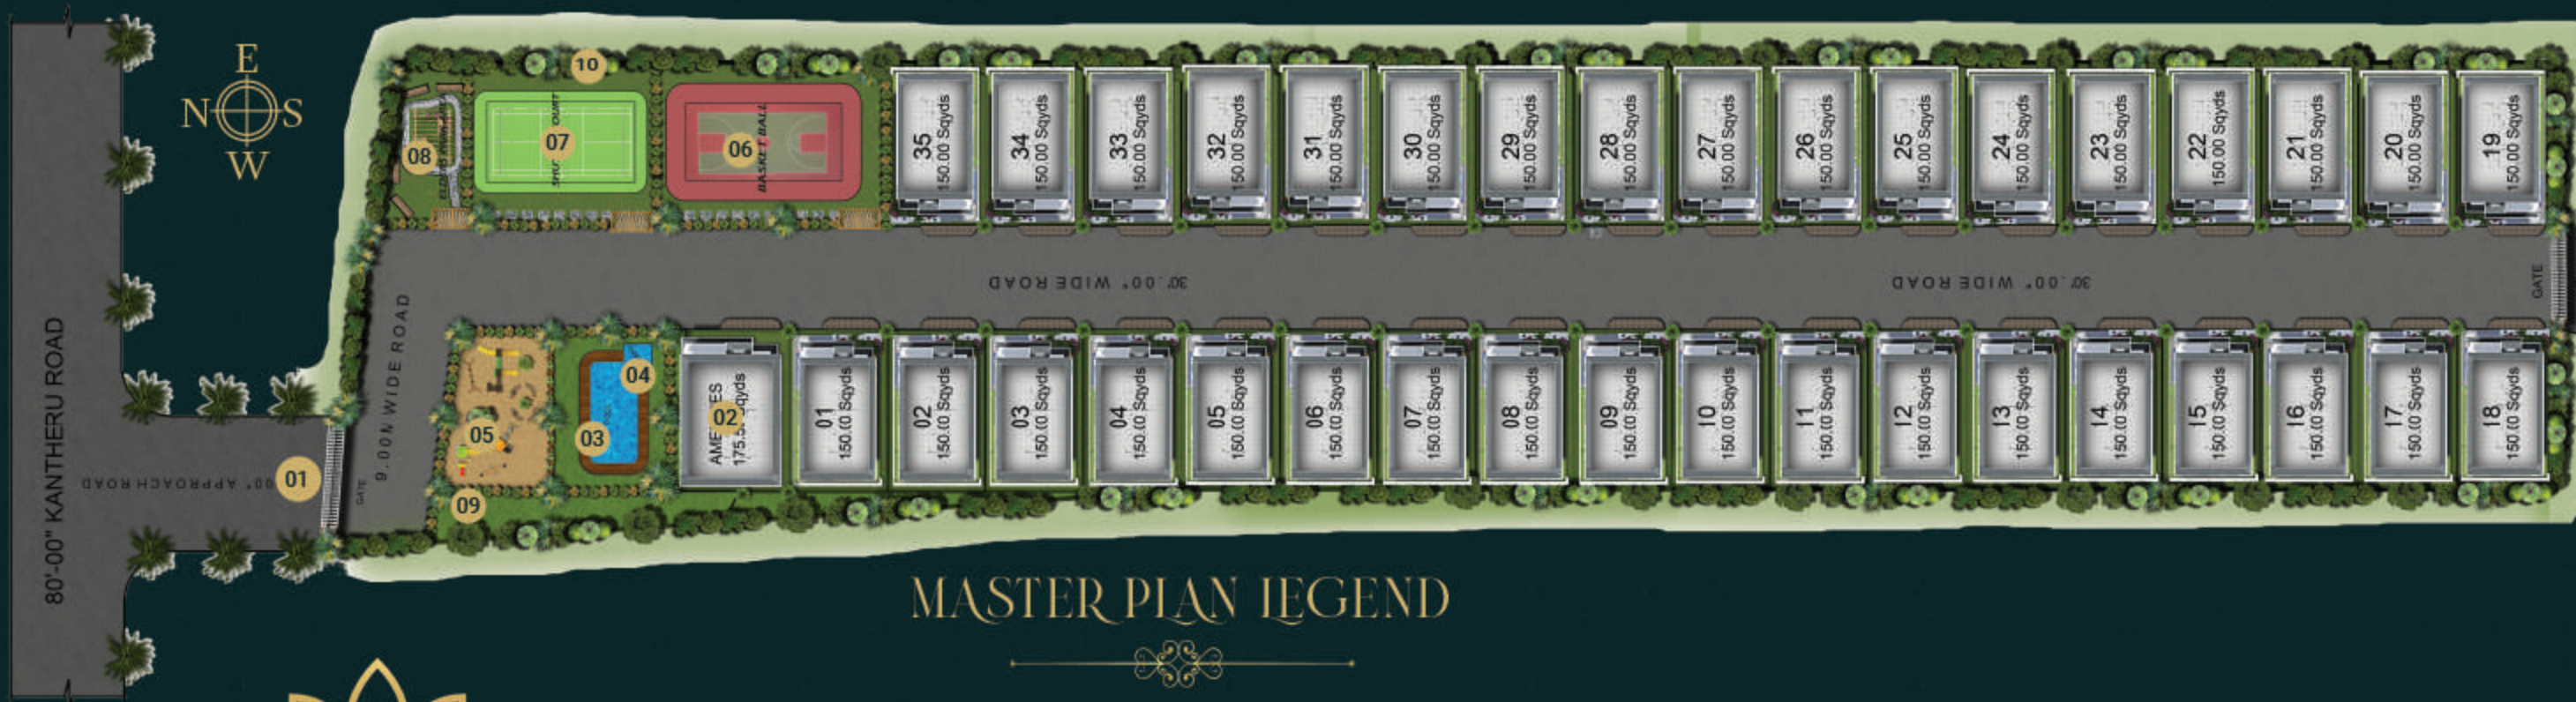 E
N S
W
80'-00" KANTHERU ROAD
00" APPROACH ROAD
01
GATE
9.00N WIDE ROAD
10
08
07
06
BASKET BALL
35
150.00 Sqyds
34
150.00 Sqyds
33
150.00 Sqyds
32
150.00 Sqyds
31
150.00 Sqyds
30
150.00 Sqyds
29
150.00 Sqyds
28
150.00 Sqyds
27
150.00 Sqyds
26
150.00 Sqyds
25
150.00 Sqyds
24
150.00 Sqyds
23
150.00 Sqyds
22
150.00 Sqyds
21
150.00 Sqyds
20
150.00 Sqyds
19
150.00 Sqyds
30'.00" WIDE ROAD
30'.00" WIDE ROAD
GATE
05
09
03
04
02
01
150.00 Sqyds
02
150.00 Sqyds
03
150.00 Sqyds
04
150.00 Sqyds
05
150.00 Sqyds
06
150.00 Sqyds
07
150.00 Sqyds
08
150.00 Sqyds
09
150.00 Sqyds
10
150.00 Sqyds
11
150.00 Sqyds
12
150.00 Sqyds
13
150.00 Sqyds
14
150.00 Sqyds
15
150.00 Sqyds
16
150.00 Sqyds
17
150.00 Sqyds
18
150.00 Sqyds
MASTER PLAN LEGEND